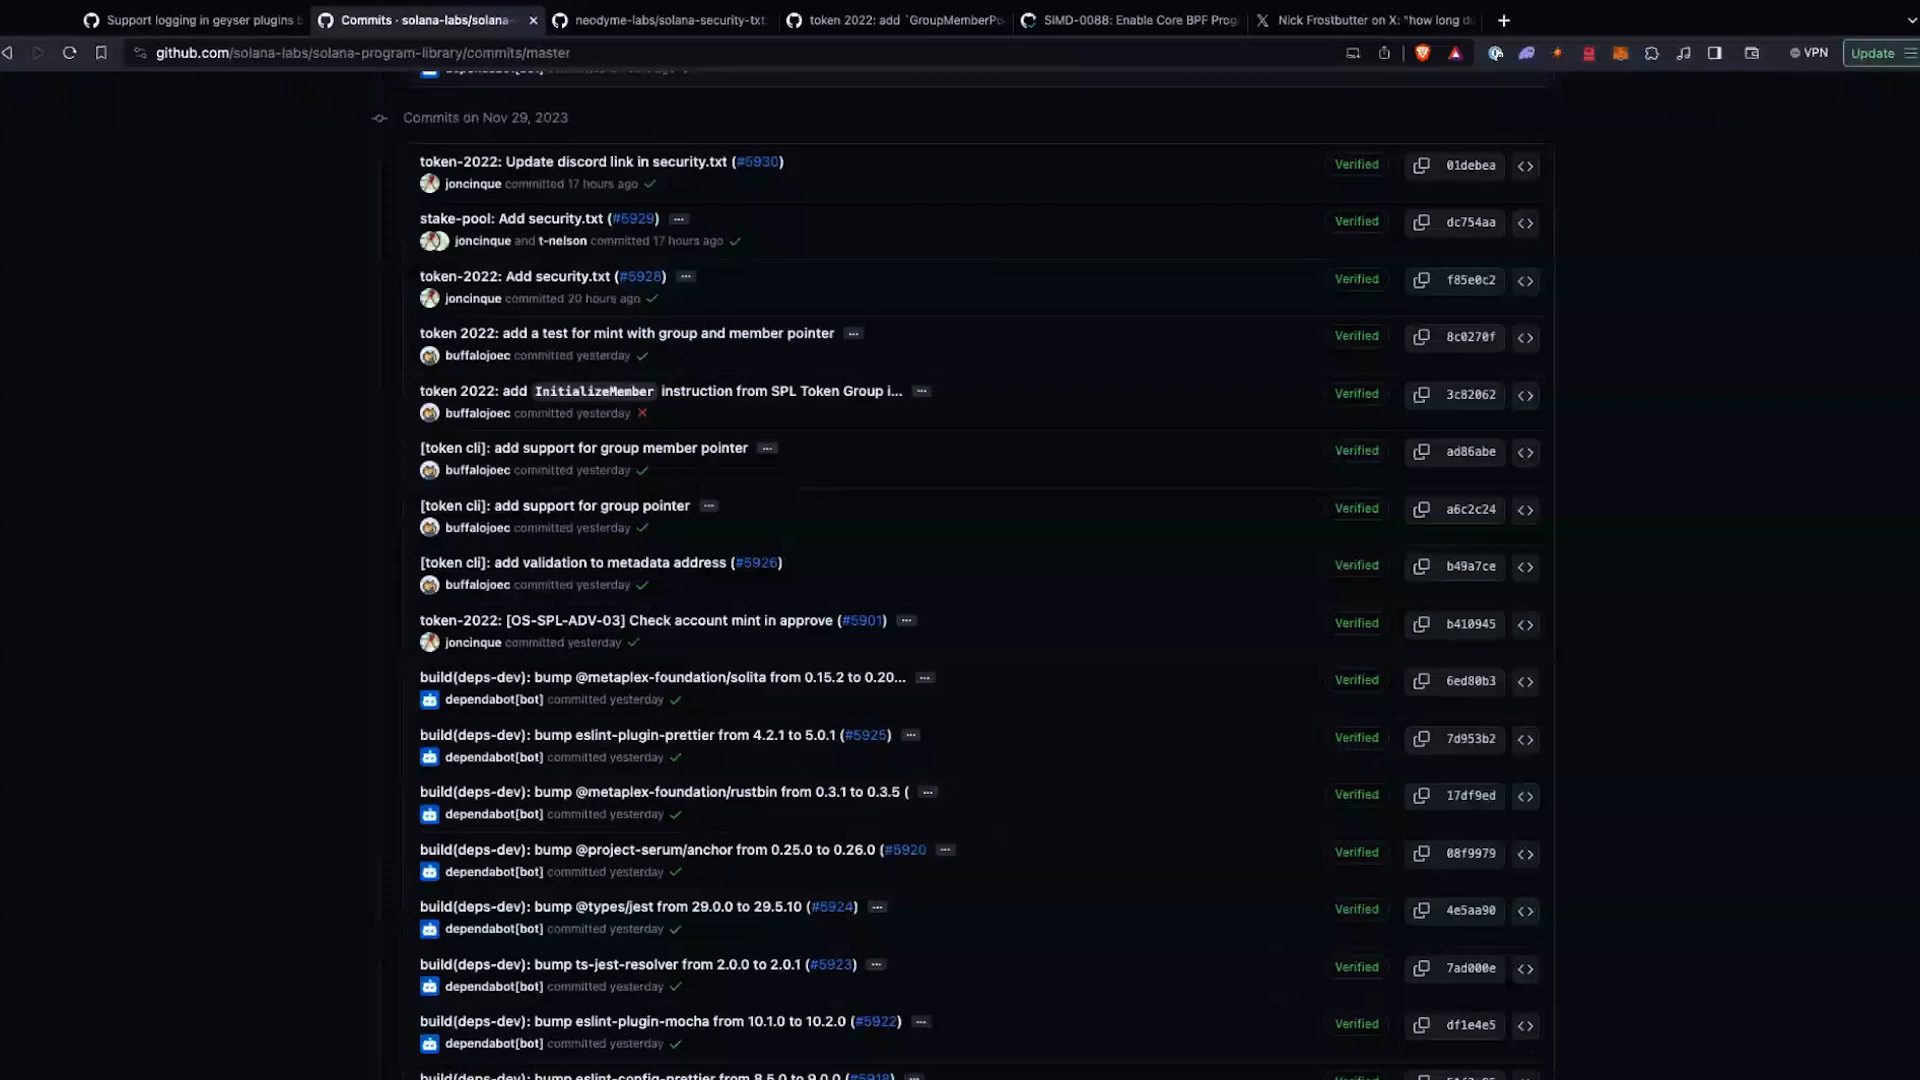 Support logging in geyser plugins b
Commits · solana-labs/solana-
neodyme-labs/solana-security-txt:
token 2022: add `GroupMemberPo
SIMD-0088: Enable Core BPF Prog
Nick Frostbutter on X: "how long du
github.com/solana-labs/solana-program-library/commits/master
VPN
Update
Commits on Nov 29, 2023
token-2022: Update discord link in security.txt (#5930)
Verified
01debea
joncinque committed 17 hours ago
stake-pool: Add security.txt (#5929)
Verified
dc754aa
joncinque and t-nelson committed 17 hours ago
token-2022: Add security.txt (#5928)
Verified
f85e0c2
joncinque committed 20 hours ago
token 2022: add a test for mint with group and member pointer
Verified
8c0270f
buffalojoec committed yesterday
token 2022: add InitializeMember instruction from SPL Token Group i...
Verified
3c82062
buffalojoec committed yesterday
[token cli]: add support for group member pointer
Verified
ad86abe
buffalojoec committed yesterday
[token cli]: add support for group pointer
Verified
a6c2c24
buffalojoec committed yesterday
[token cli]: add validation to metadata address (#5926)
Verified
b49a7ce
buffalojoec committed yesterday
token-2022: [OS-SPL-ADV-03] Check account mint in approve (#5901)
Verified
b410945
joncinque committed yesterday
build(deps-dev): bump @metaplex-foundation/solita from 0.15.2 to 0.20...
Verified
6ed80b3
dependabot[bot] committed yesterday
build(deps-dev): bump eslint-plugin-prettier from 4.2.1 to 5.0.1 (#5925)
Verified
7d953b2
dependabot[bot] committed yesterday
build(deps-dev): bump @metaplex-foundation/rustbin from 0.3.1 to 0.3.5 (
Verified
17df9ed
dependabot[bot] committed yesterday
build(deps-dev): bump @project-serum/anchor from 0.25.0 to 0.26.0 (#5920
Verified
08f9979
dependabot[bot] committed yesterday
build(deps-dev): bump @types/jest from 29.0.0 to 29.5.10 (#5924)
Verified
4e5aa90
dependabot[bot] committed yesterday
build(deps-dev): bump ts-jest-resolver from 2.0.0 to 2.0.1 (#5923)
Verified
7ad000e
dependabot[bot] committed yesterday
build(deps-dev): bump eslint-plugin-mocha from 10.1.0 to 10.2.0 (#5922)
Verified
df1e4e5
dependabot[bot] committed yesterday
build(deps-dev): bump eslint-config-prettier from 8.5.0 to 9.0.0 (#5918)